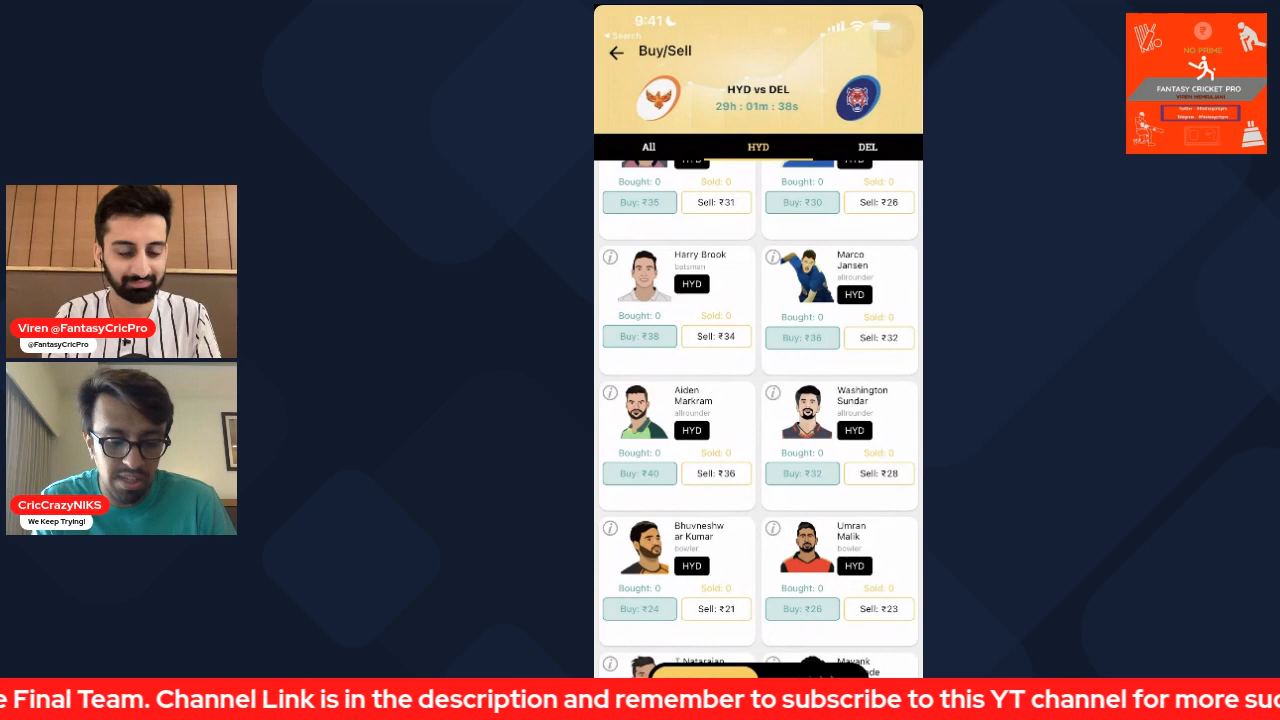 9:41
Search
Buy/Sell
HYD vs DEL
29h : 01m : 38s
All
HYD
DEL
Bought: 0
Sold: 0
Buy: ₹35
Sell: ₹31
Bought: 0
Sold: 0
Buy: ₹30
Sell: ₹26
Harry Brook
batsmen
HYD
Bought: 0
Sold: 0
Buy: ₹38
Sell: ₹34
Marco
Jansen
allrounder
HYD
Bought: 0
Sold: 0
Buy: ₹36
Sell: ₹32
Aiden
Markram
allrounder
HYD
Bought: 0
Sold: 0
Buy: ₹40
Sell: ₹36
Washington
Sundar
allrounder
HYD
Bought: 0
Sold: 0
Buy: ₹32
Sell: ₹28
Bhuvneshw
ar Kumar
bowler
HYD
Bought: 0
Sold: 0
Buy: ₹24
Sell: ₹21
Umran
Malik
bowler
HYD
Bought: 0
Sold: 0
Buy: ₹26
Sell: ₹23
T Natarajan
Mayank
Viren @FantasyCricPro
@FantasyCricPro
CricCrazyNIKS
We Keep Trying!
NO PRIME
FANTASY CRICKET PRO
VIREN HEMRAJANI
e Final Team. Channel Link is in the description and remember to subscribe to this YT channel for more suc